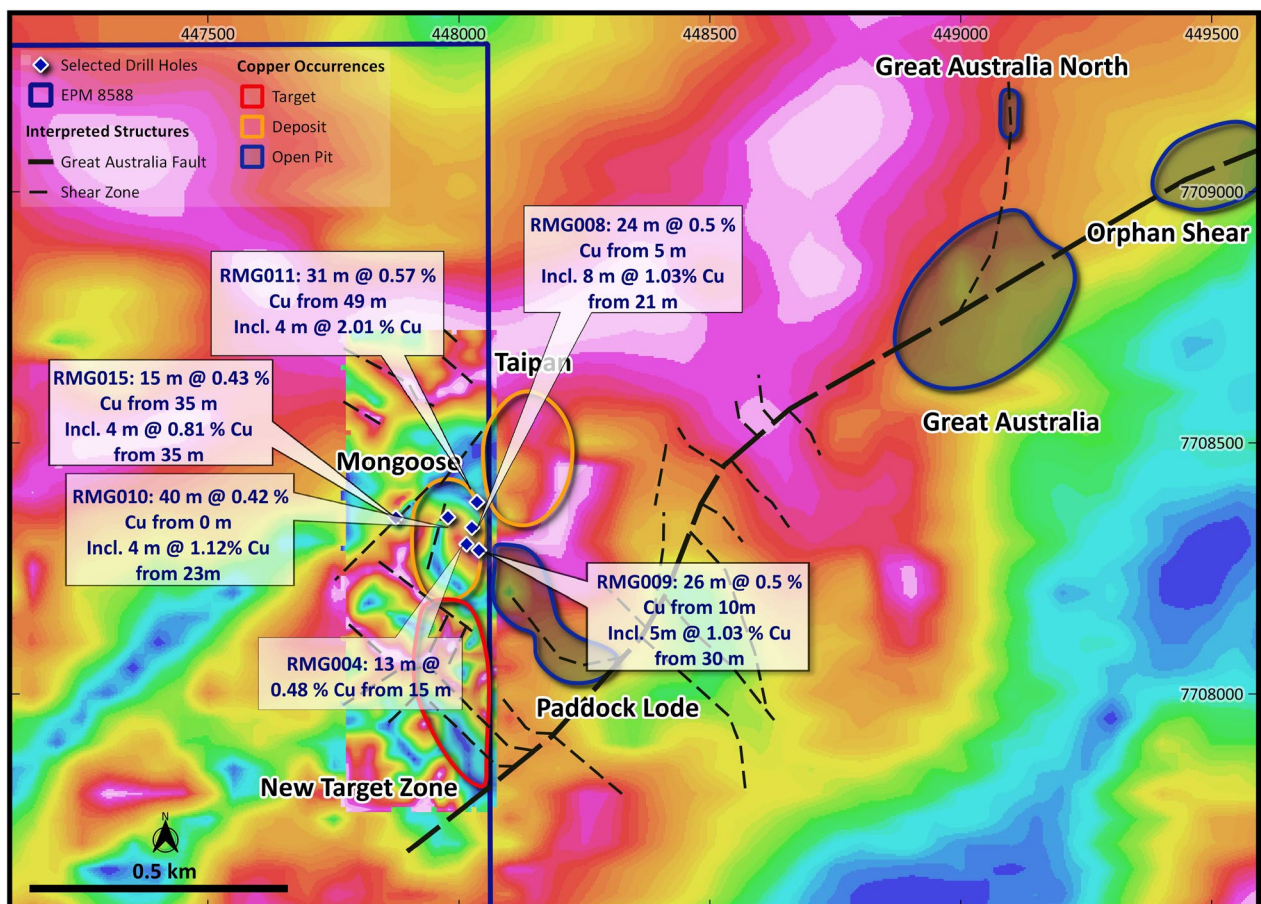 447500
448000
448500
449000
449500
Selected Drill Holes
EPM 8588
Interpreted Structures
Great Australia Fault
Shear Zone
Copper Occurrences
Target
Deposit
Open Pit
Great Australia North
7709000
Orphan Shear
RMG008: 24 m @ 0.5 %
Cu from 5 m
Incl. 8 m @ 1.03% Cu
from 21 m
RMG011: 31 m @ 0.57 %
Cu from 49 m
Incl. 4 m @ 2.01 % Cu
Taipan
RMG015: 15 m @ 0.43 %
Cu from 35 m
Incl. 4 m @ 0.81 % Cu
from 35 m
Great Australia
7708500
Mongoose
RMG010: 40 m @ 0.42 %
Cu from 0 m
Incl. 4 m @ 1.12% Cu
from 23m
RMG009: 26 m @ 0.5 %
Cu from 10m
Incl. 5m @ 1.03 % Cu
from 30 m
RMG004: 13 m @
0.48 % Cu from 15 m
7708000
Paddock Lode
New Target Zone
N
0.5 km